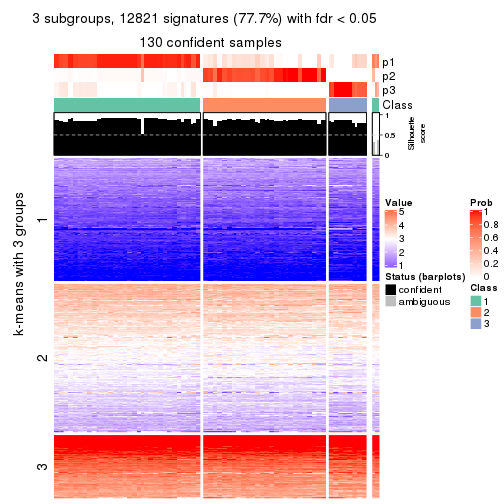 3 subgroups, 12821 signatures (77.7%) with fdr < 0.05
130 confident samples
p1
p2
p3
Class
1
0.5
0
Silhouette
score
k-means with 3 groups
1
2
3
Value
5
4
3
2
1
Status (barplots)
confident
ambiguous
Prob
1
0.8
0.6
0.4
0.2
0
Class
1
2
3